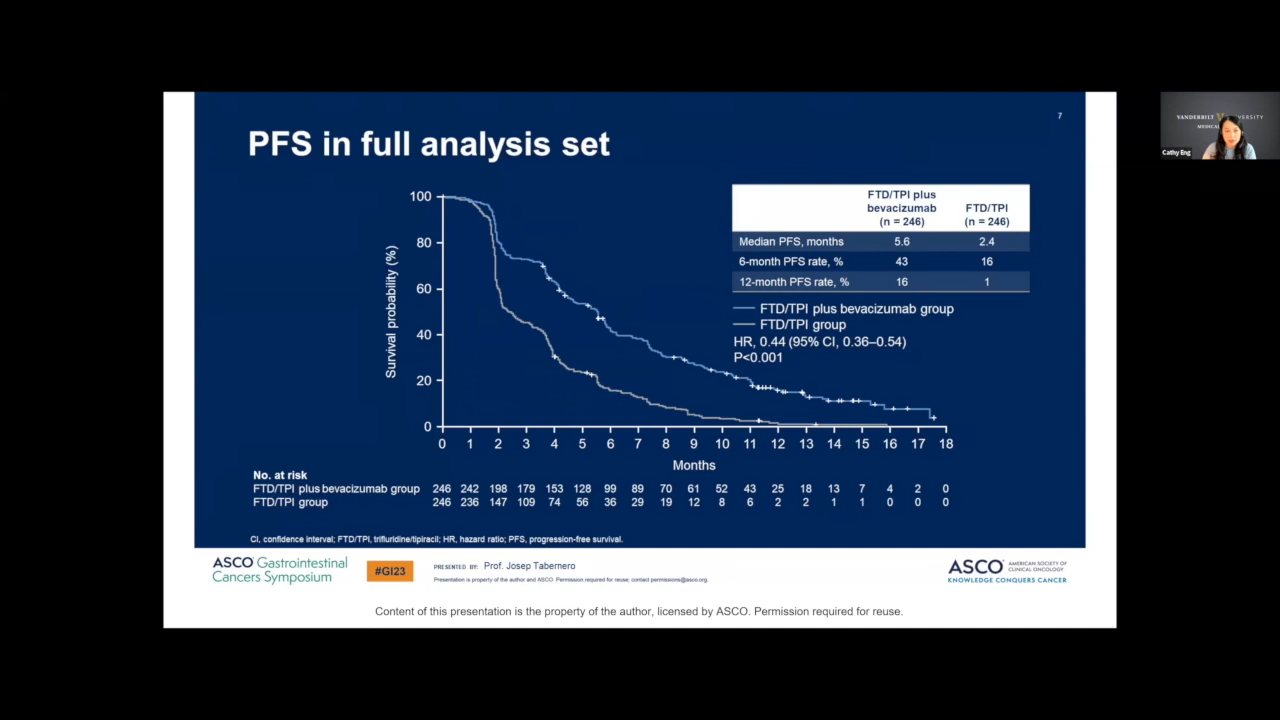 7
PFS in full analysis set
VANDERBILT UNIVERSITY
MEDICAL
Cathy Eng
100
80
60
40
20
0
Survival probability (%)
0 1 2 3 4 5 6 7 8 9 10 11 12 13 14 15 16 17 18
Months
FTD/TPI plus bevacizumab (n = 246) FTD/TPI (n = 246)
Median PFS, months 5.6 2.4
6-month PFS rate, % 43 16
12-month PFS rate, % 16 1
FTD/TPI plus bevacizumab group
FTD/TPI group
HR, 0.44 (95% CI, 0.36–0.54)
P<0.001
No. at risk
FTD/TPI plus bevacizumab group 246 242 198 179 153 128 99 89 70 61 52 43 25 18 13 7 4 2 0
FTD/TPI group 246 236 147 109 74 56 36 29 19 12 8 6 2 2 1 1 0 0 0
CI, confidence interval; FTD/TPI, trifluridine/tipiracil; HR, hazard ratio; PFS, progression-free survival.
ASCO Gastrointestinal
Cancers Symposium
#GI23
PRESENTED BY: Prof. Josep Tabernero
Presentation is property of the author and ASCO. Permission required for reuse; contact permissions@asco.org.
ASCO AMERICAN SOCIETY OF
CLINICAL ONCOLOGY
KNOWLEDGE CONQUERS CANCER
Content of this presentation is the property of the author, licensed by ASCO. Permission required for reuse.